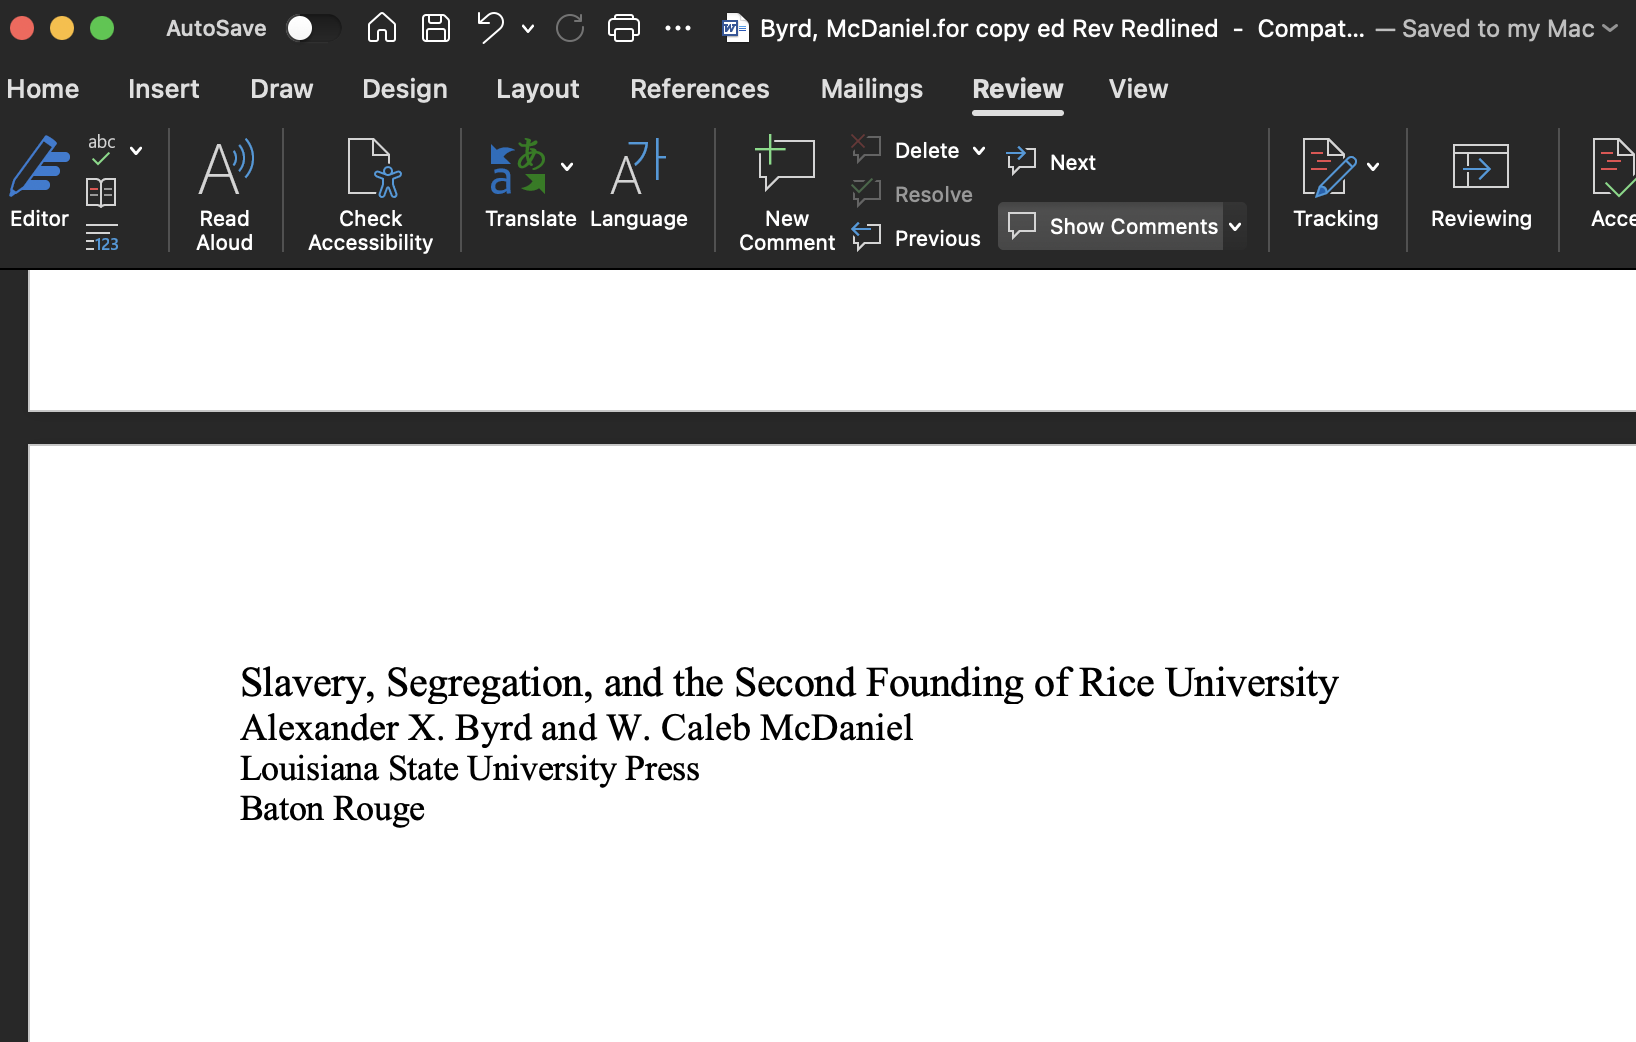 AutoSave
Byrd, McDaniel.for copy ed Rev Redlined - Compat... — Saved to my Mac
Home Insert Draw Design Layout References Mailings Review View
abc
123
Editor
Read
Aloud
Check
Accessibility
あ
a
Translate
A가
Language
New
Comment
Delete
Resolve
Previous
Next
Show Comments
Tracking
Reviewing
Acce
Slavery, Segregation, and the Second Founding of Rice University
Alexander X. Byrd and W. Caleb McDaniel
Louisiana State University Press
Baton Rouge